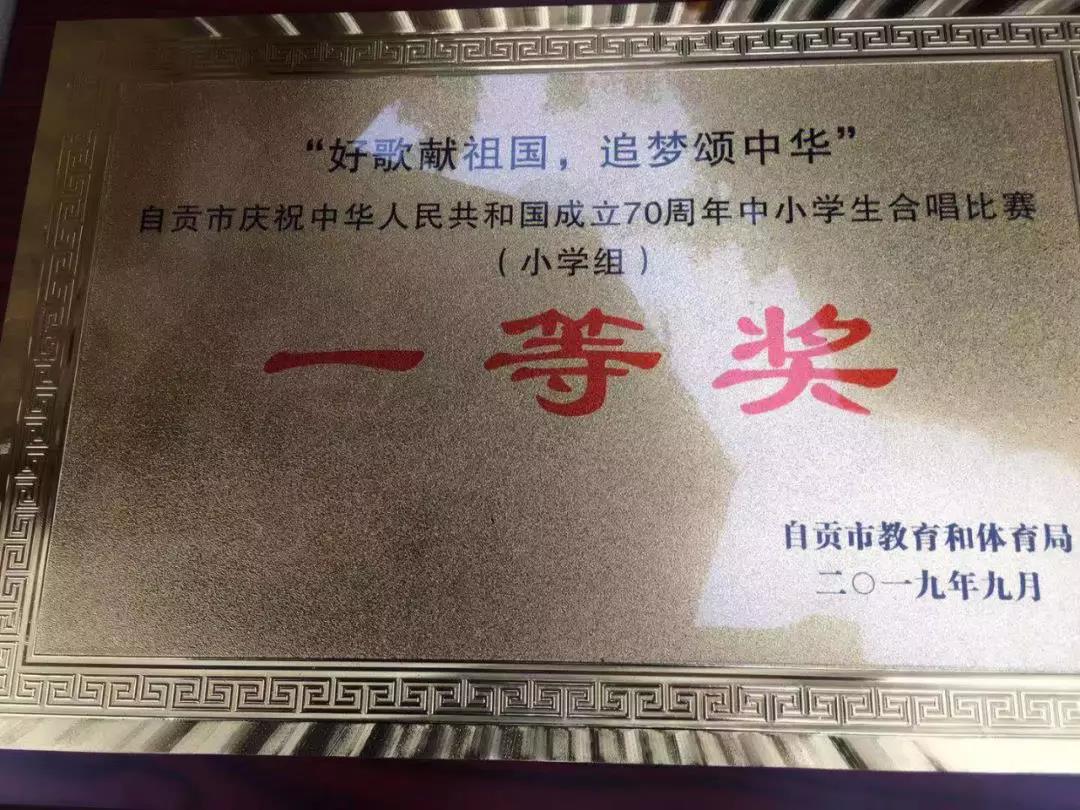 “好歌献祖国，追梦颂中华”
自贡市庆祝中华人民共和国成立70周年中小学生合唱比赛
（小学组）
一等奖
自贡市教育和体育局
二〇一九年九月